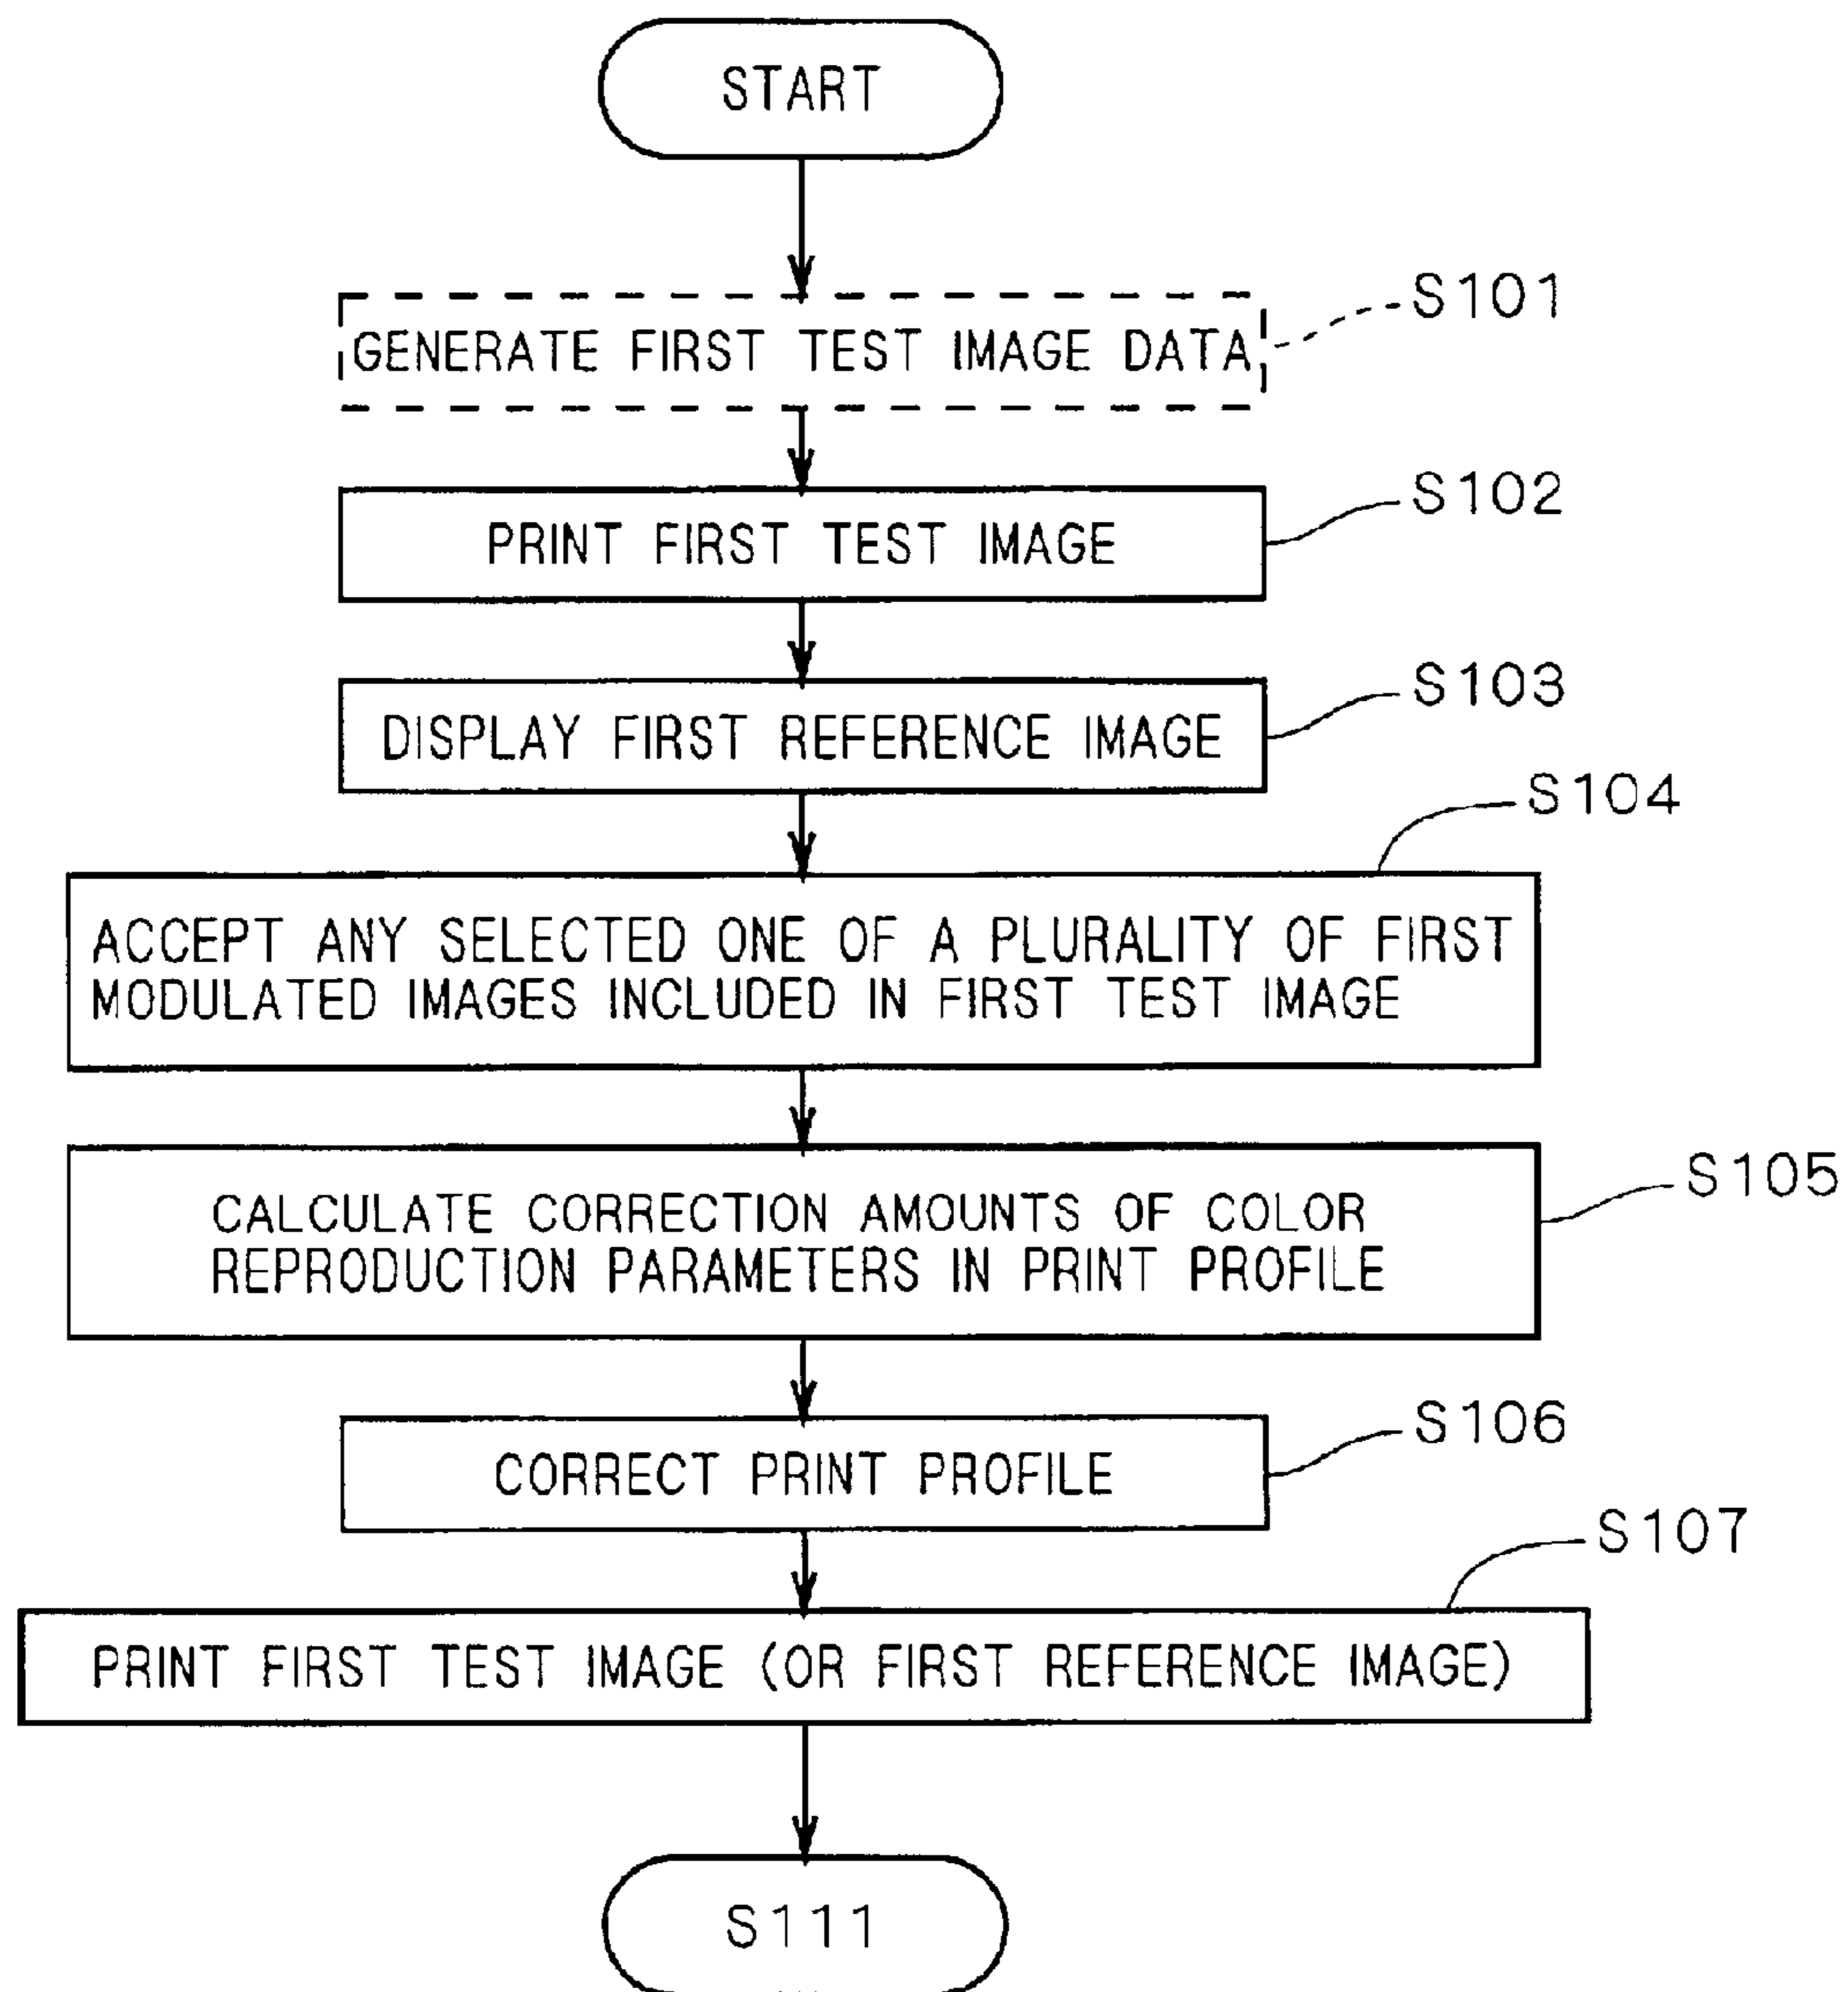 START
GENERATE FIRST TEST IMAGE DATA
S101
PRINT FIRST TEST IMAGE
S102
DISPLAY FIRST REFERENCE IMAGE
S103
S104
ACCEPT ANY SELECTED ONE OF A PLURALITY OF FIRST
MODULATED IMAGES INCLUDED IN FIRST TEST IMAGE
S105
CALCULATE CORRECTION AMOUNTS OF COLOR
REPRODUCTION PARAMETERS IN PRINT PROFILE
S106
CORRECT PRINT PROFILE
S107
PRINT FIRST TEST IMAGE (OR FIRST REFERENCE IMAGE)
S111